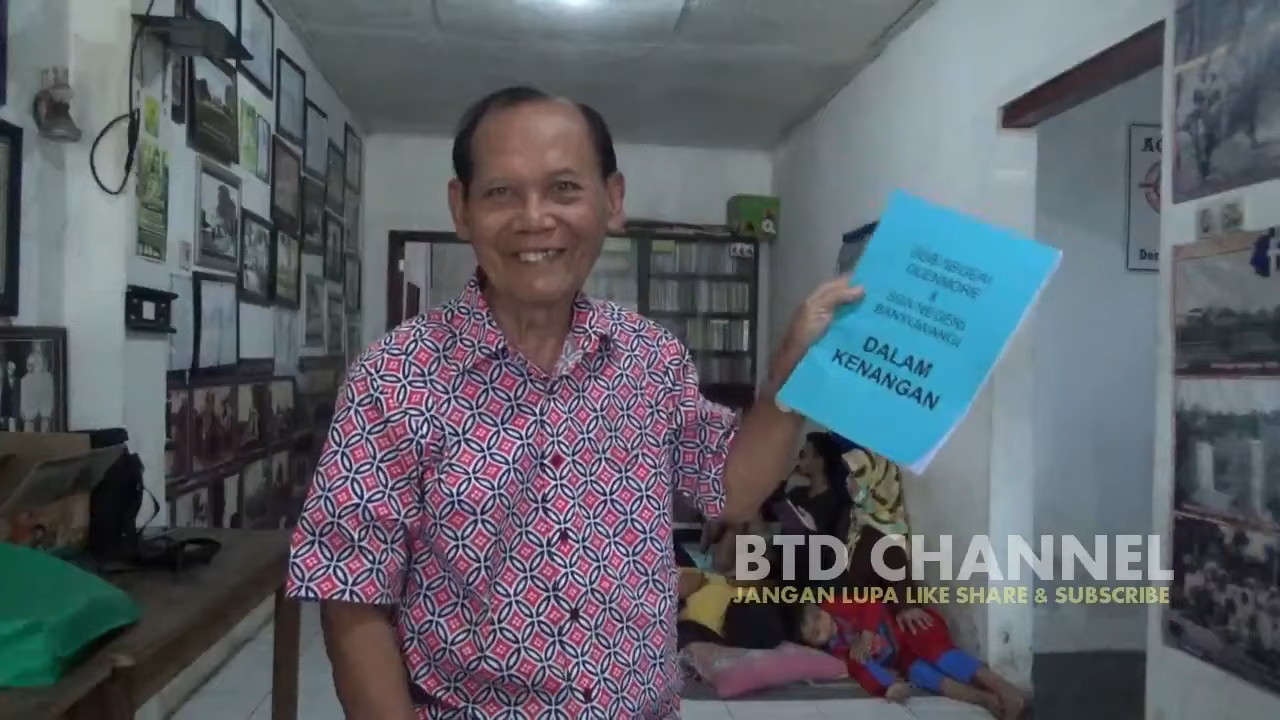 SGB NEGERI
GLENMORE
&
SGA NEGERI
BANYUWANGI
DALAM
KENANGAN
BTD CHANNEL
JANGAN LUPA LIKE SHARE & SUBSCRIBE